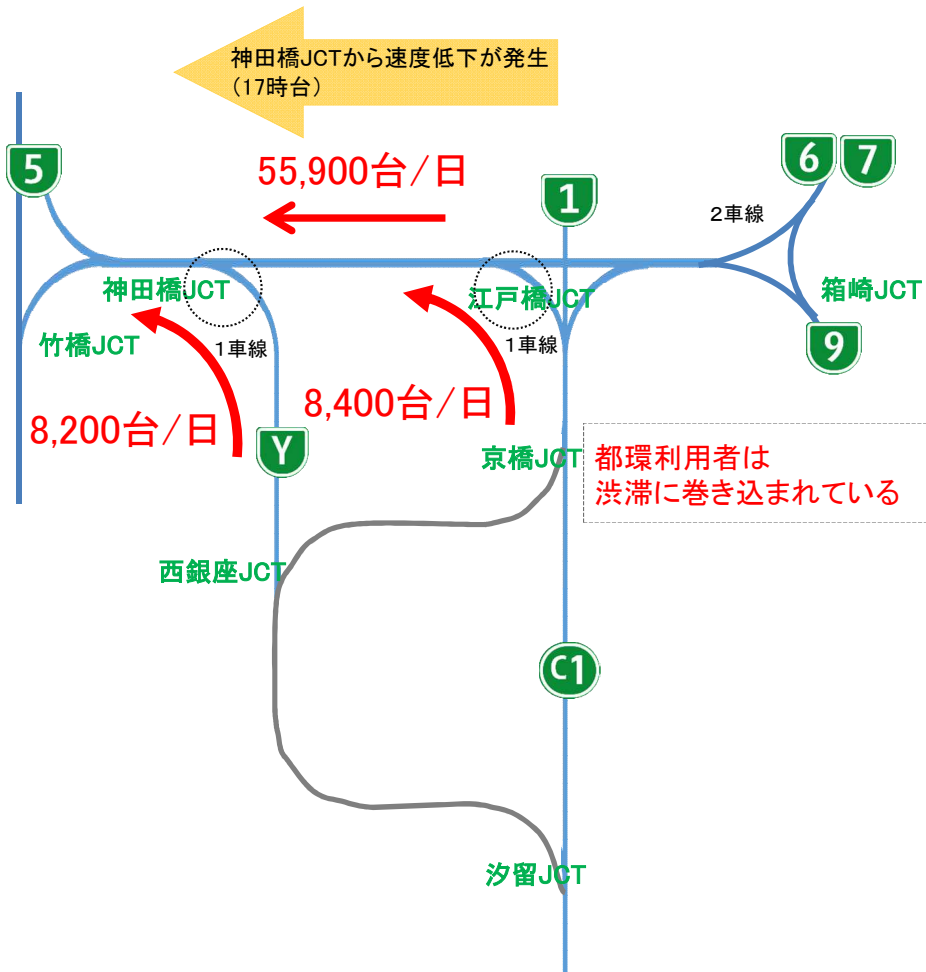 神田橋JCTから速度低下が発生
（17時台）
5
55,900台/日
1
6
7
2車線
神田橋JCT
江戸橋JCT
箱崎JCT
竹橋JCT
1車線
1車線
9
8,200台/日
8,400台/日
Y
京橋JCT
都環利用者は
渋滞に巻き込まれている
西銀座JCT
C1
汐留JCT